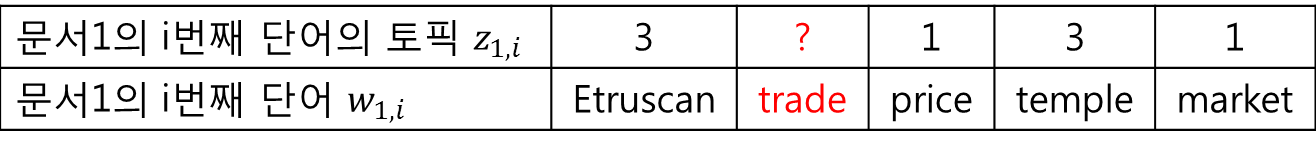 문서1의 i번째 단어의 토픽 z₁,ᵢ 3 ? 1 3 1
문서1의 i번째 단어 w₁,ᵢ Etruscan trade price temple market